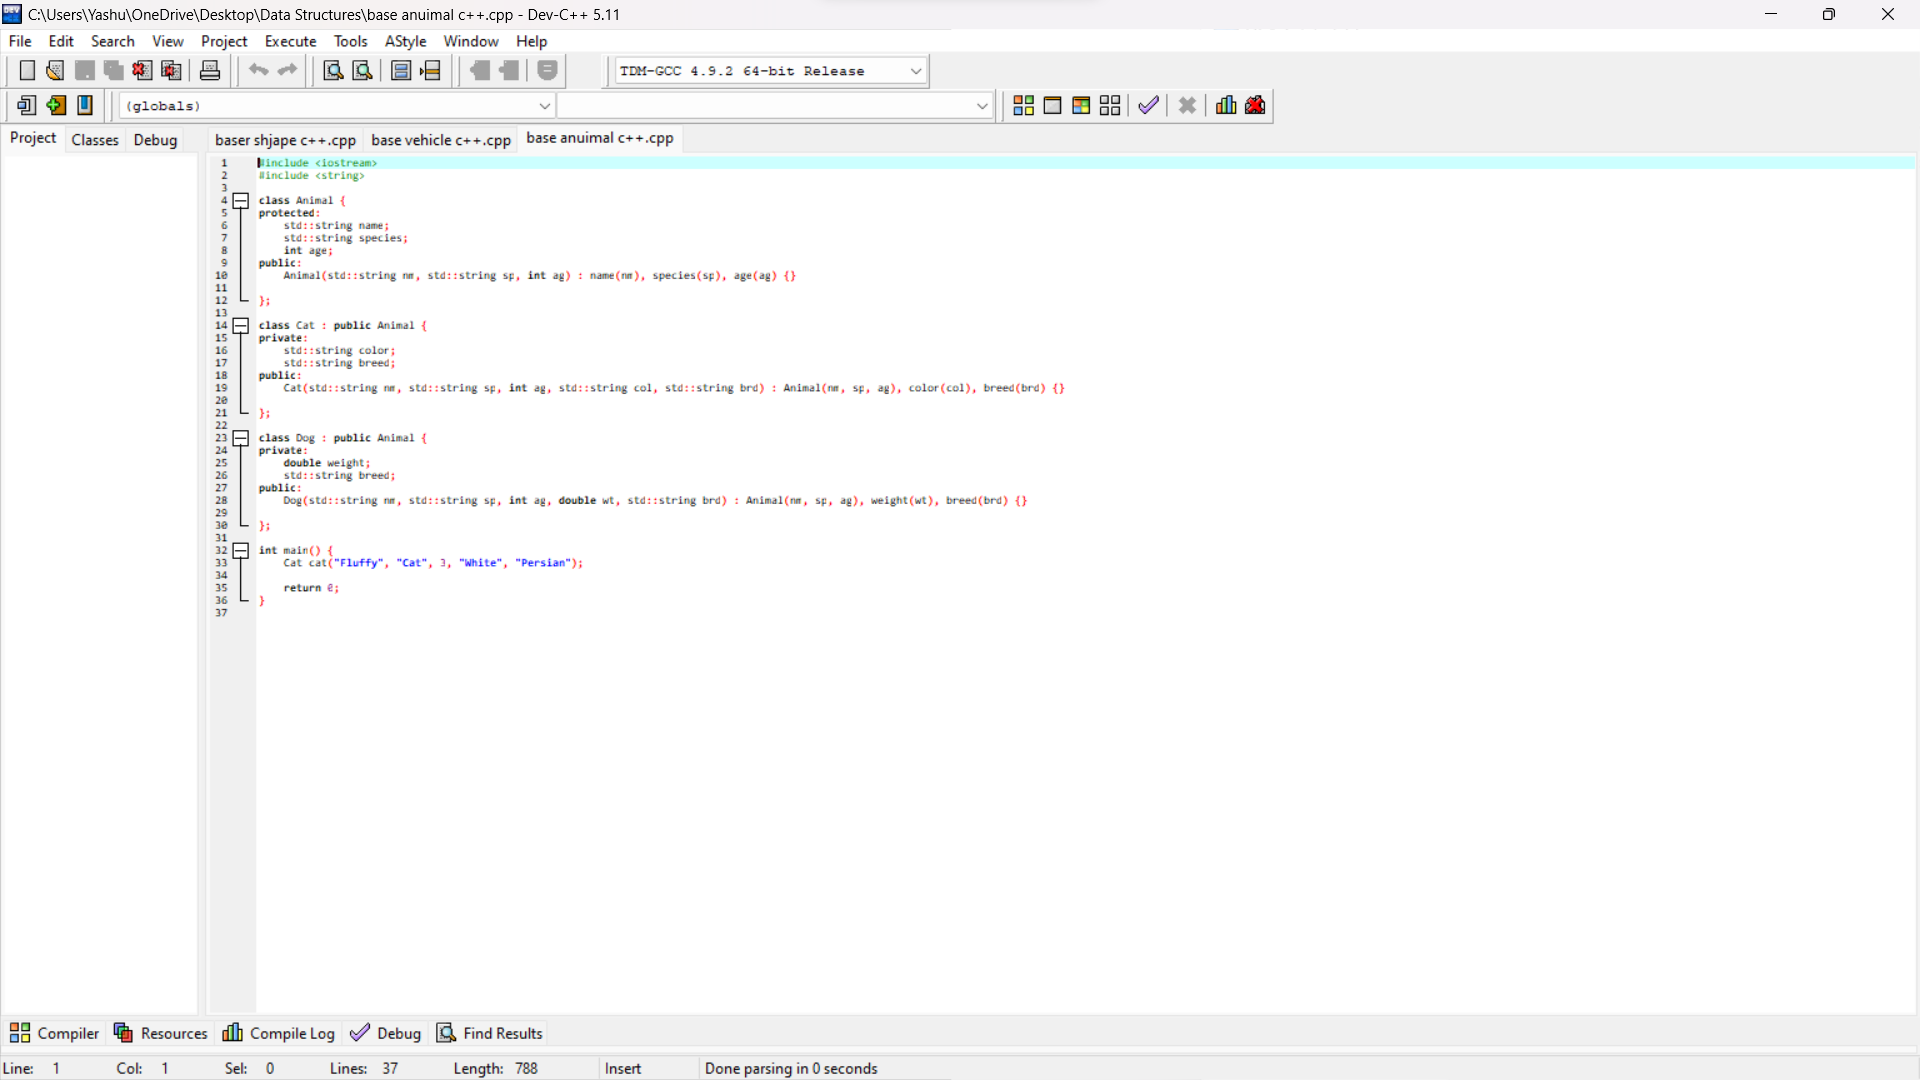 C:\Users\Yashu\OneDrive\Desktop\Data Structures\base anuimal c++.cpp - Dev-C++ 5.11
File Edit Search View Project Execute Tools AStyle Window Help
TDM-GCC 4.9.2 64-bit Release
(globals)
Project Classes Debug baser shjape c++.cpp base vehicle c++.cpp base anuimal c++.cpp
1 #include <iostream>
2 #include <string>
3
4 class Animal {
5 protected:
6 std::string name;
7 std::string species;
8 int age;
9 public:
10 Animal(std::string nm, std::string sp, int ag) : name(nm), species(sp), age(ag) {}
11
12 };
13
14 class Cat : public Animal {
15 private:
16 std::string color;
17 std::string breed;
18 public:
19 Cat(std::string nm, std::string sp, int ag, std::string col, std::string brd) : Animal(nm, sp, ag), color(col), breed(brd) {}
20
21 };
22
23 class Dog : public Animal {
24 private:
25 double weight;
26 std::string breed;
27 public:
28 Dog(std::string nm, std::string sp, int ag, double wt, std::string brd) : Animal(nm, sp, ag), weight(wt), breed(brd) {}
29
30 };
31
32 int main() {
33 Cat cat("Fluffy", "Cat", 3, "White", "Persian");
34
35 return 0;
36 }
37
Compiler Resources Compile Log Debug Find Results
Line: 1 Col: 1 Sel: 0 Lines: 37 Length: 788 Insert Done parsing in 0 seconds